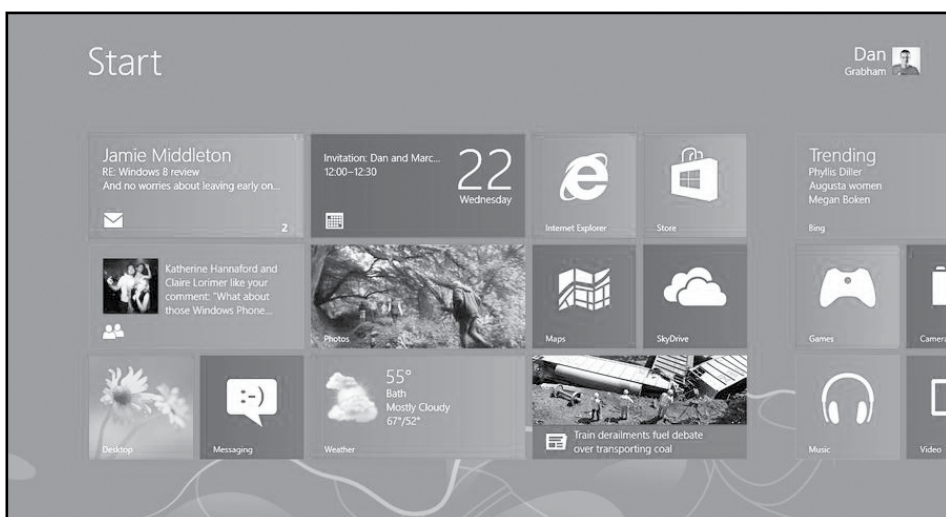 Start
Dan
Grabham
Jamie Middleton
RE: Windows 8 review
And no worries about leaving early on...
2
Invitation: Dan and Marc...
12:00–12:30
22
Wednesday
Internet Explorer
Store
Trending
Phyllis Diller
Augusta women
Megan Boken
Bing
Katherine Hannaford and
Claire Lorimer like your
comment: "What about
those Windows Phone...
Photos
Maps
SkyDrive
Games
Camera
Desktop
:-)
Messaging
55°
Bath
Mostly Cloudy
67°/52°
Weather
Train derailments fuel debate
over transporting coal
Music
Video